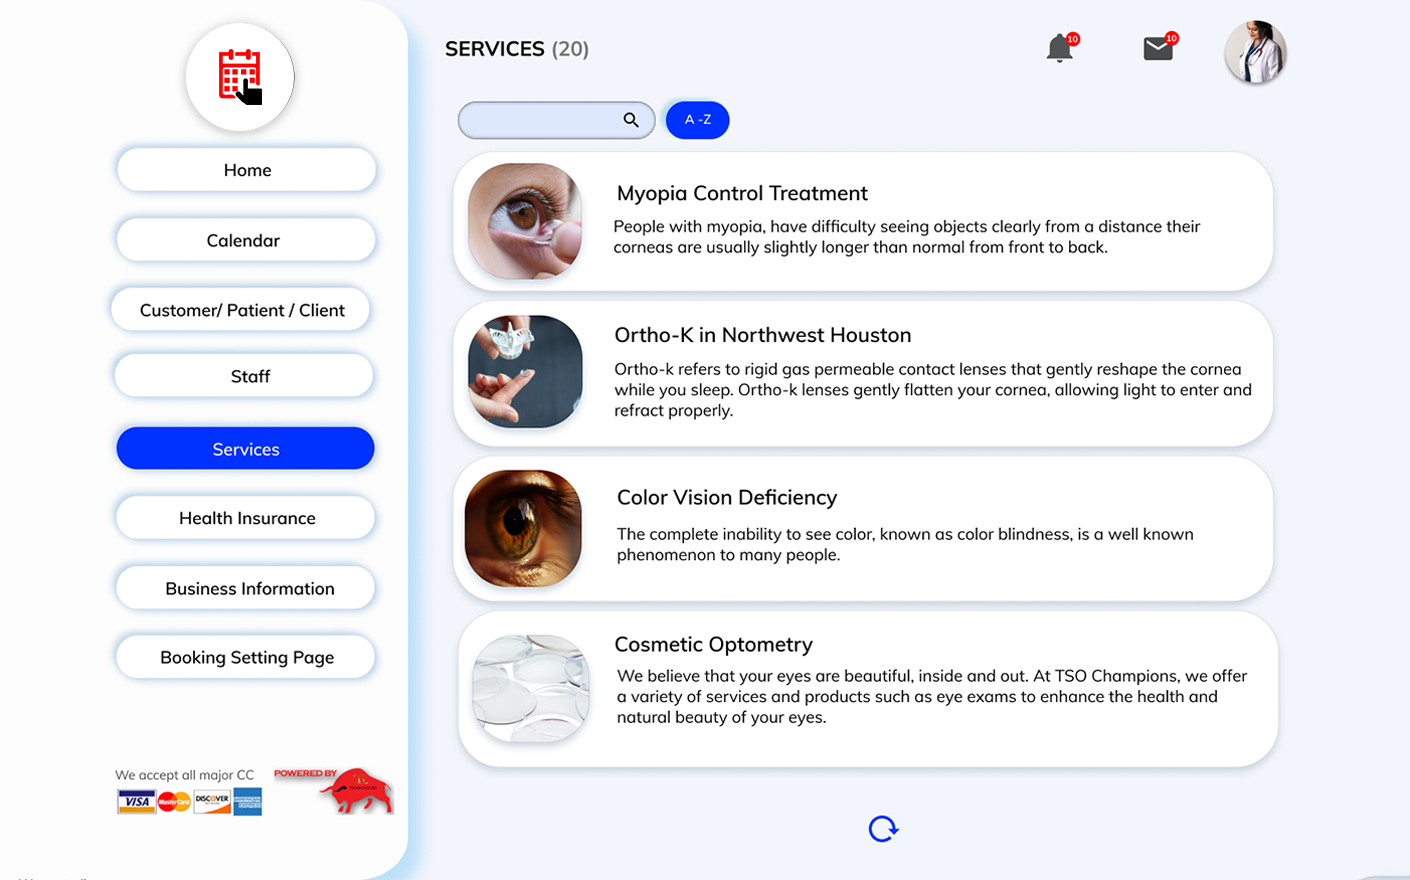 SERVICES (20)
10
10
A -Z
Home
Calendar
Customer/ Patient / Client
Staff
Services
Health Insurance
Business Information
Booking Setting Page
We accept all major CC
VISA
MasterCard
DISCOVER
POWERED BY
Myopia Control Treatment
People with myopia, have difficulty seeing objects clearly from a distance their
corneas are usually slightly longer than normal from front to back.
Ortho-K in Northwest Houston
Ortho-k refers to rigid gas permeable contact lenses that gently reshape the cornea
while you sleep. Ortho-k lenses gently flatten your cornea, allowing light to enter and
refract properly.
Color Vision Deficiency
The complete inability to see color, known as color blindness, is a well known
phenomenon to many people.
Cosmetic Optometry
We believe that your eyes are beautiful, inside and out. At TSO Champions, we offer
a variety of services and products such as eye exams to enhance the health and
natural beauty of your eyes.